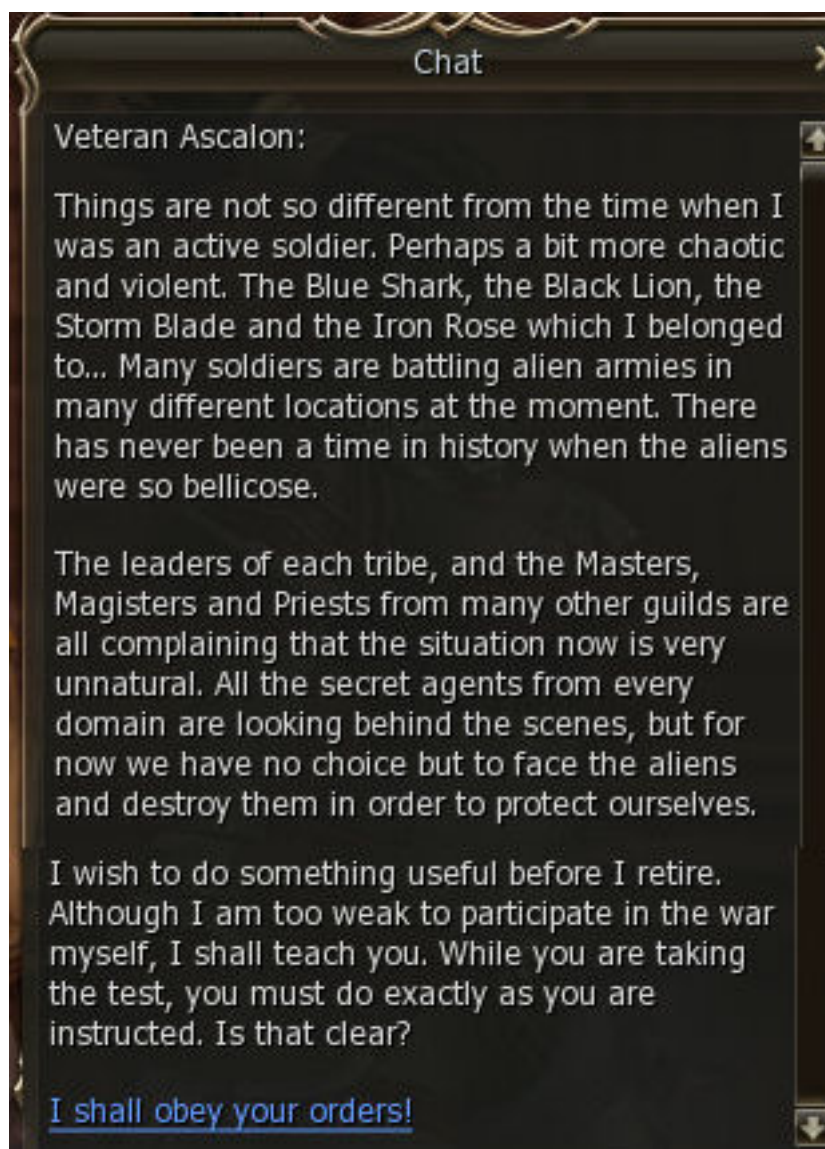 Chat
Veteran Ascalon:
Things are not so different from the time when I
was an active soldier. Perhaps a bit more chaotic
and violent. The Blue Shark, the Black Lion, the
Storm Blade and the Iron Rose which I belonged
to... Many soldiers are battling alien armies in
many different locations at the moment. There
has never been a time in history when the aliens
were so bellicose.
The leaders of each tribe, and the Masters,
Magisters and Priests from many other guilds are
all complaining that the situation now is very
unnatural. All the secret agents from every
domain are looking behind the scenes, but for
now we have no choice but to face the aliens
and destroy them in order to protect ourselves.
I wish to do something useful before I retire.
Although I am too weak to participate in the war
myself, I shall teach you. While you are taking
the test, you must do exactly as you are
instructed. Is that clear?
I shall obey your orders!